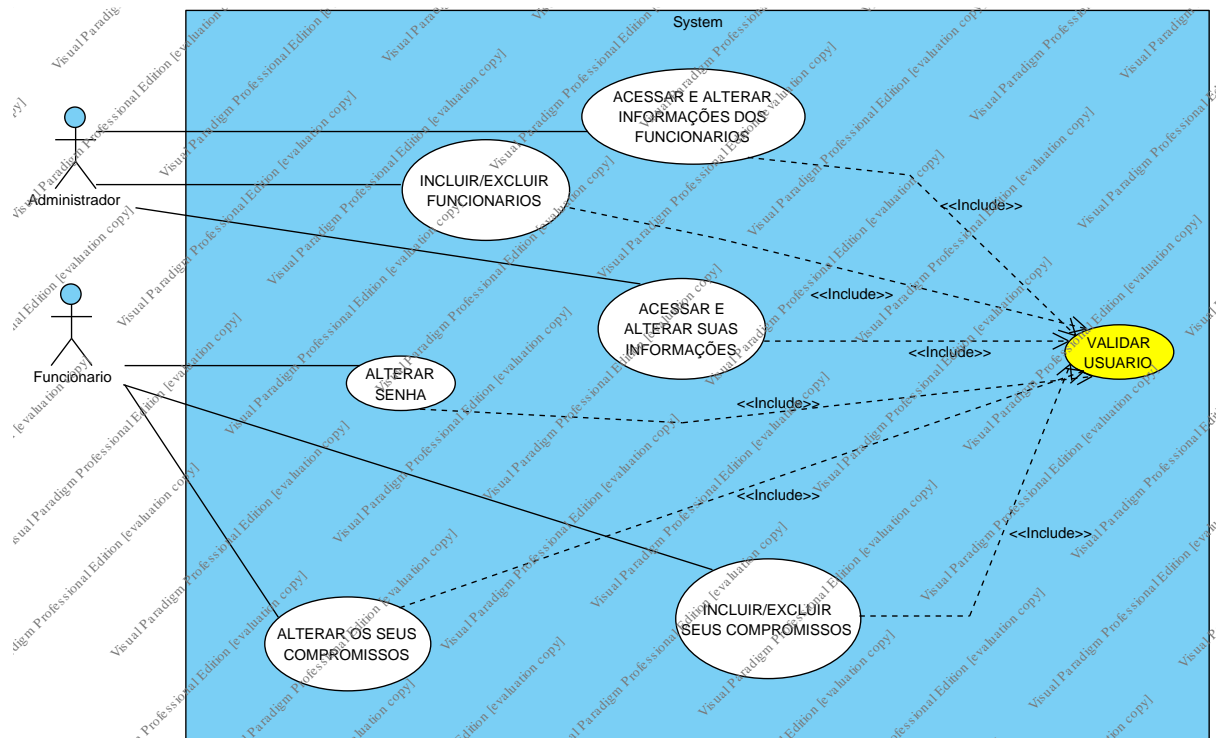 System
ACESSAR E ALTERAR
INFORMAÇÕES DOS
FUNCIONARIOS
Administrador
INCLUIR/EXCLUIR
FUNCIONARIOS
<<Include>>
ACESSAR E
ALTERAR SUAS
INFORMAÇÕES
<<Include>>
VALIDAR
USUARIO
<<Include>>
Funcionario
ALTERAR
SENHA
<<Include>>
<<Include>>
<<Include>>
ALTERAR OS SEUS
COMPROMISSOS
INCLUIR/EXCLUIR
SEUS COMPROMISSOS
Visual Paradigm Professional Edition [evaluation copy]